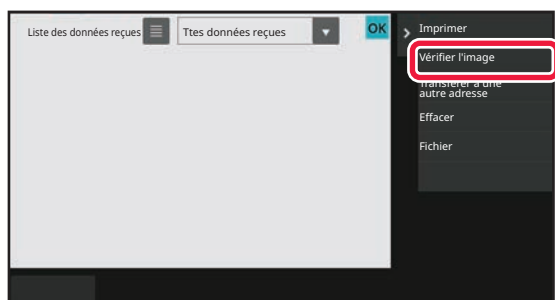 Liste des données reçues
Ttes données reçues
OK
Imprimer
Vérifier l'image
Transférer à une
autre adresse
Effacer
Fichier